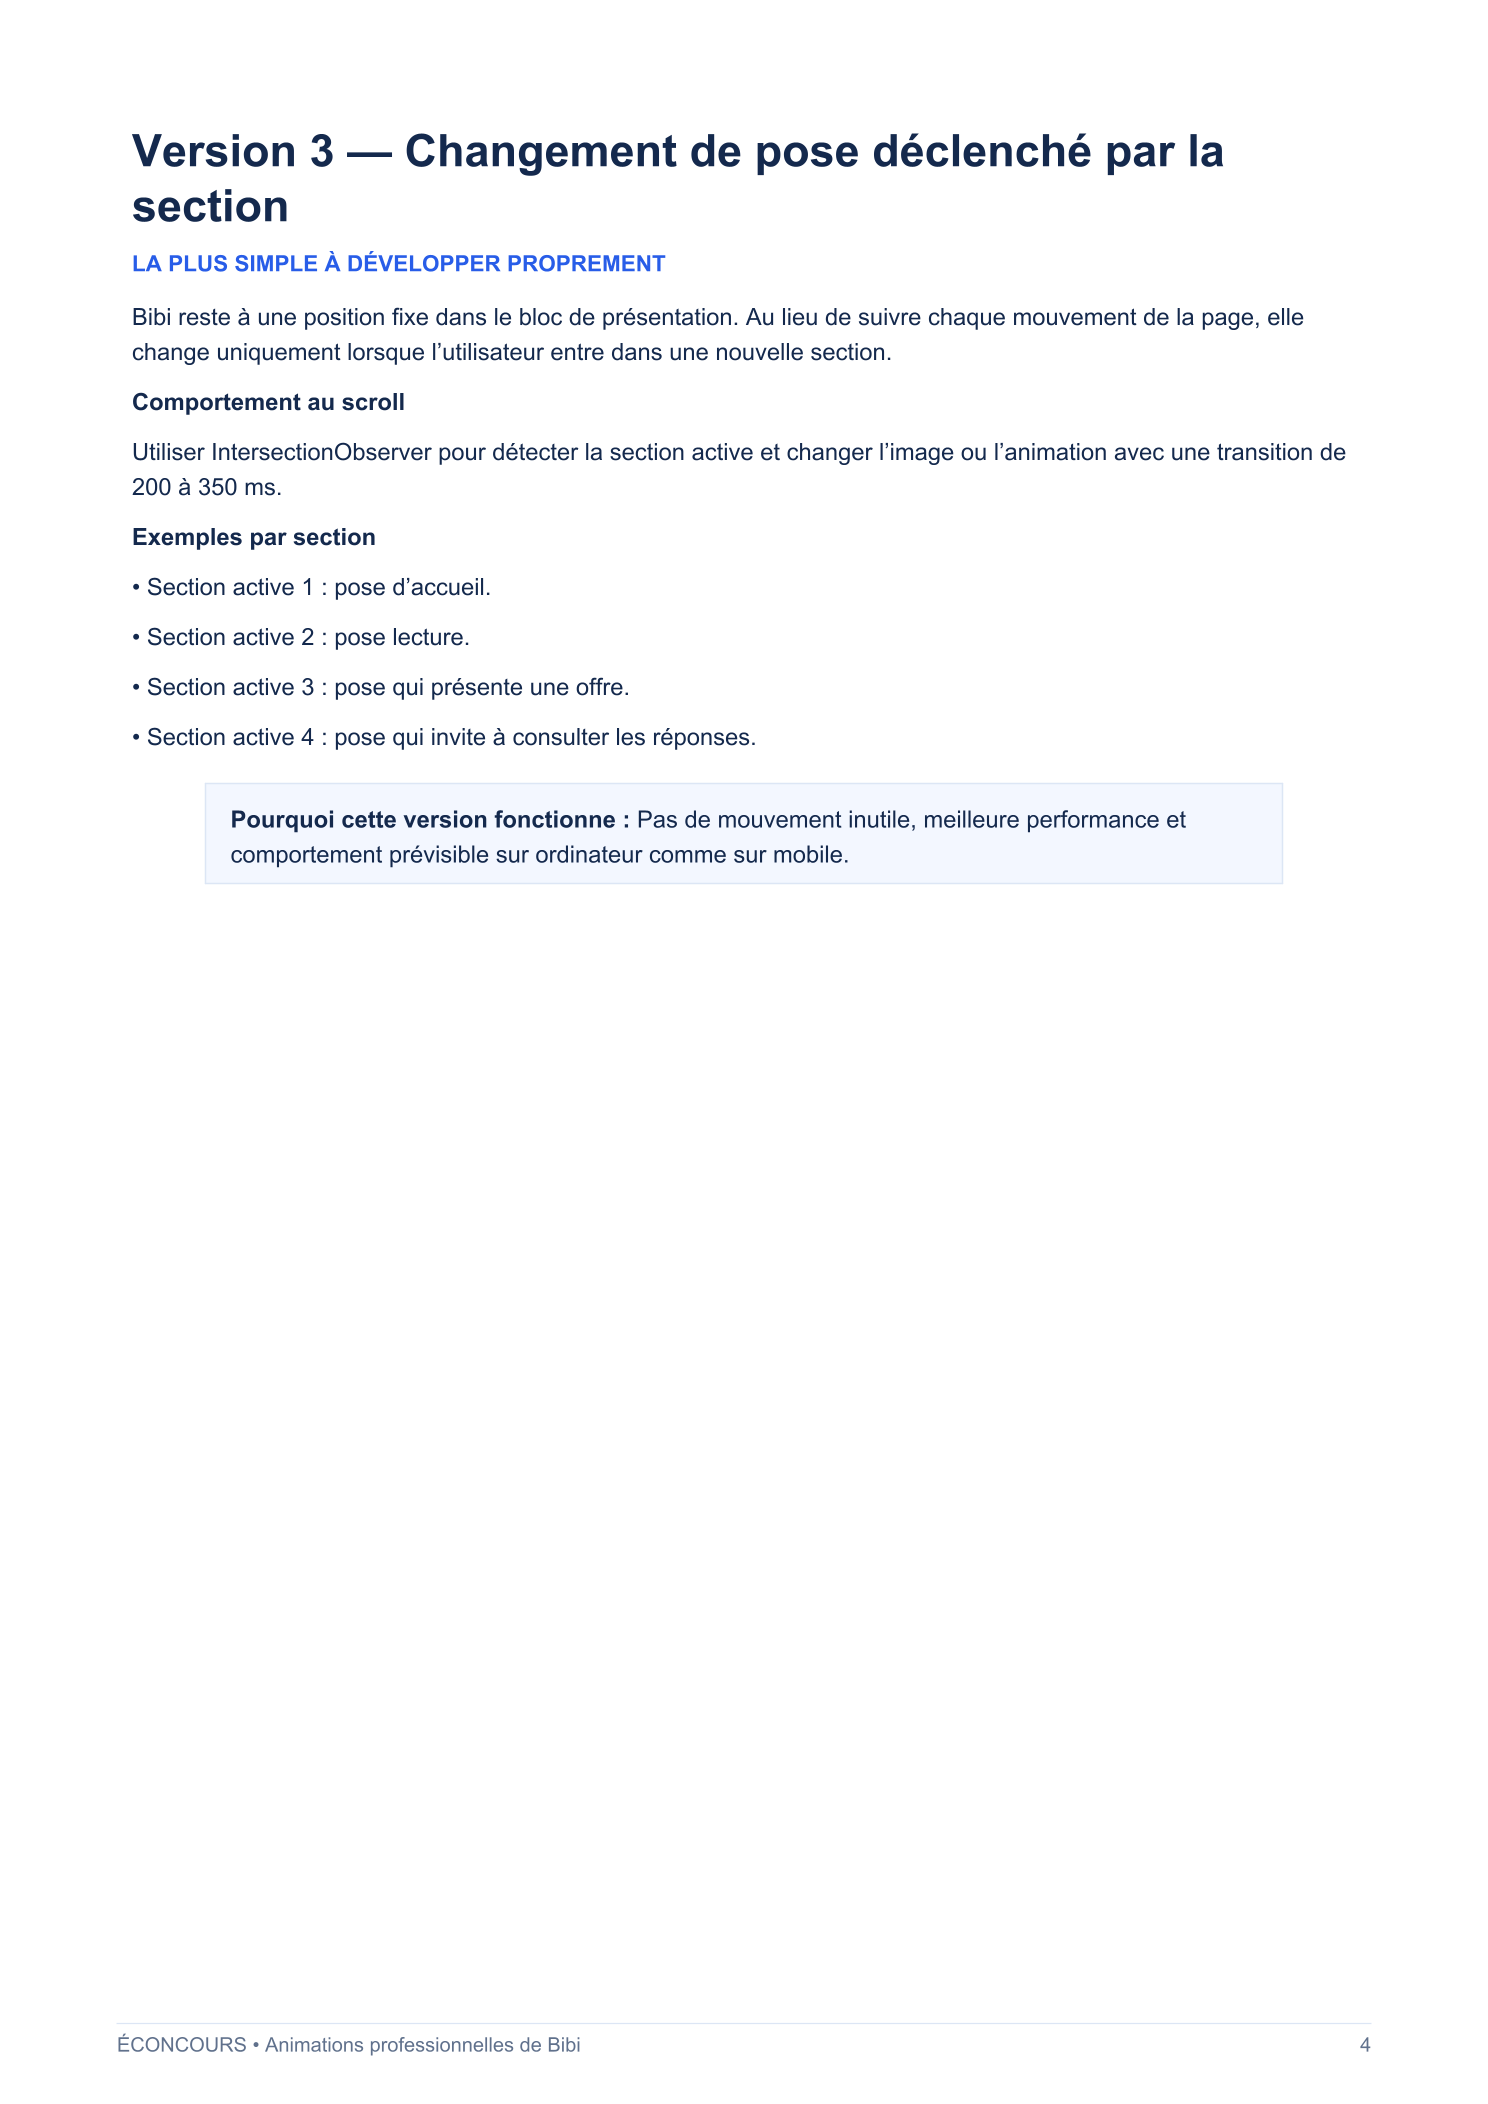 Version 3 — Changement de pose déclenché par la
section
LA PLUS SIMPLE À DÉVELOPPER PROPREMENT
Bibi reste à une position fixe dans le bloc de présentation. Au lieu de suivre chaque mouvement de la page, elle
change uniquement lorsque l’utilisateur entre dans une nouvelle section.
Comportement au scroll
Utiliser IntersectionObserver pour détecter la section active et changer l’image ou l’animation avec une transition de
200 à 350 ms.
Exemples par section
• Section active 1 : pose d’accueil.
• Section active 2 : pose lecture.
• Section active 3 : pose qui présente une offre.
• Section active 4 : pose qui invite à consulter les réponses.
Pourquoi cette version fonctionne : Pas de mouvement inutile, meilleure performance et
comportement prévisible sur ordinateur comme sur mobile.
ÉCONCOURS • Animations professionnelles de Bibi 4